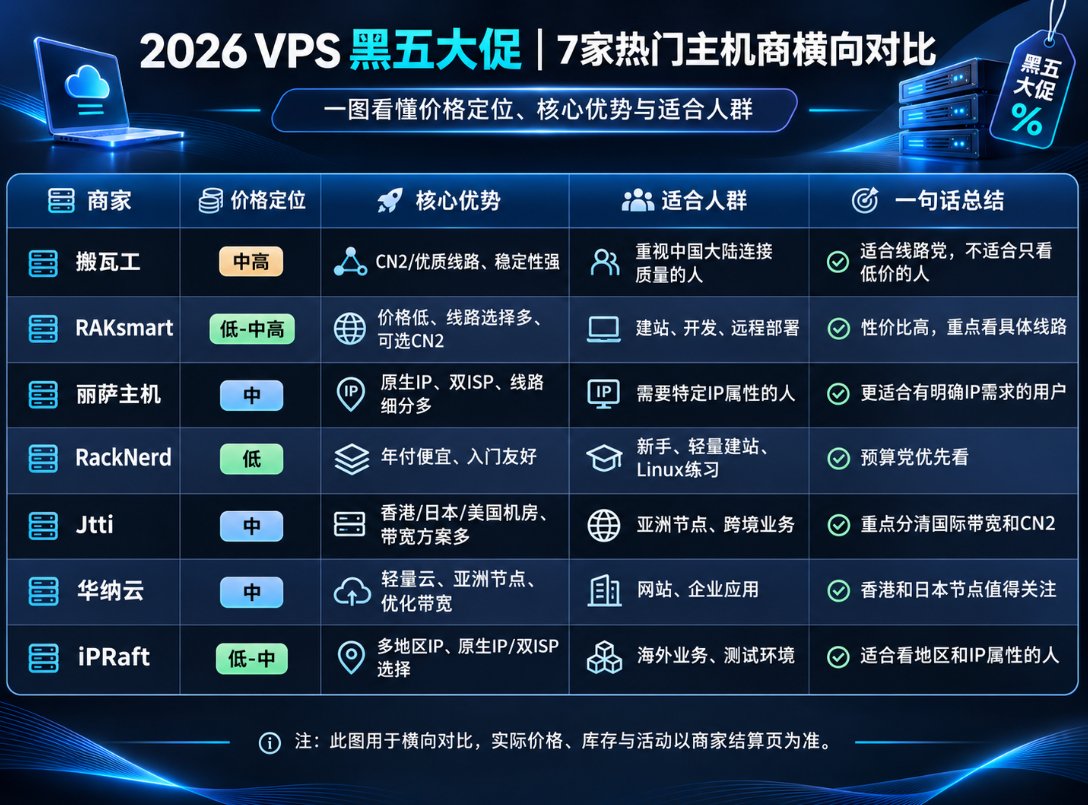 2026 VPS 黑五大促 | 7家热门主机商横向对比
一图看懂价格定位、核心优势与适合人群
黑五
大促
%
商家
价格定位
核心优势
适合人群
一句话总结
搬瓦工
中高
CN2/优质线路、稳定性强
重视中国大陆连接
质量的人
适合线路党，不适合只看
低价的人
RAKsmart
低-中高
价格低、线路选择多、
可选CN2
建站、开发、远程部署
性价比高，重点看具体线路
丽萨主机
中
IP
原生IP、双ISP、线路
细分多
IP
需要特定IP属性的人
更适合有明确IP需求的用户
RackNerd
低
年付便宜、入门友好
新手、轻量建站、
Linux练习
预算党优先看
Jtti
中
香港/日本/美国机房、
带宽方案多
亚洲节点、跨境业务
重点分清国际带宽和CN2
华纳云
中
轻量云、亚洲节点、
优化带宽
网站、企业应用
香港和日本节点值得关注
iPRaft
低-中
多地区IP、原生IP/双ISP
选择
海外业务、测试环境
适合看地区和IP属性的人
注：此图用于横向对比，实际价格、库存与活动以商家结算页为准。